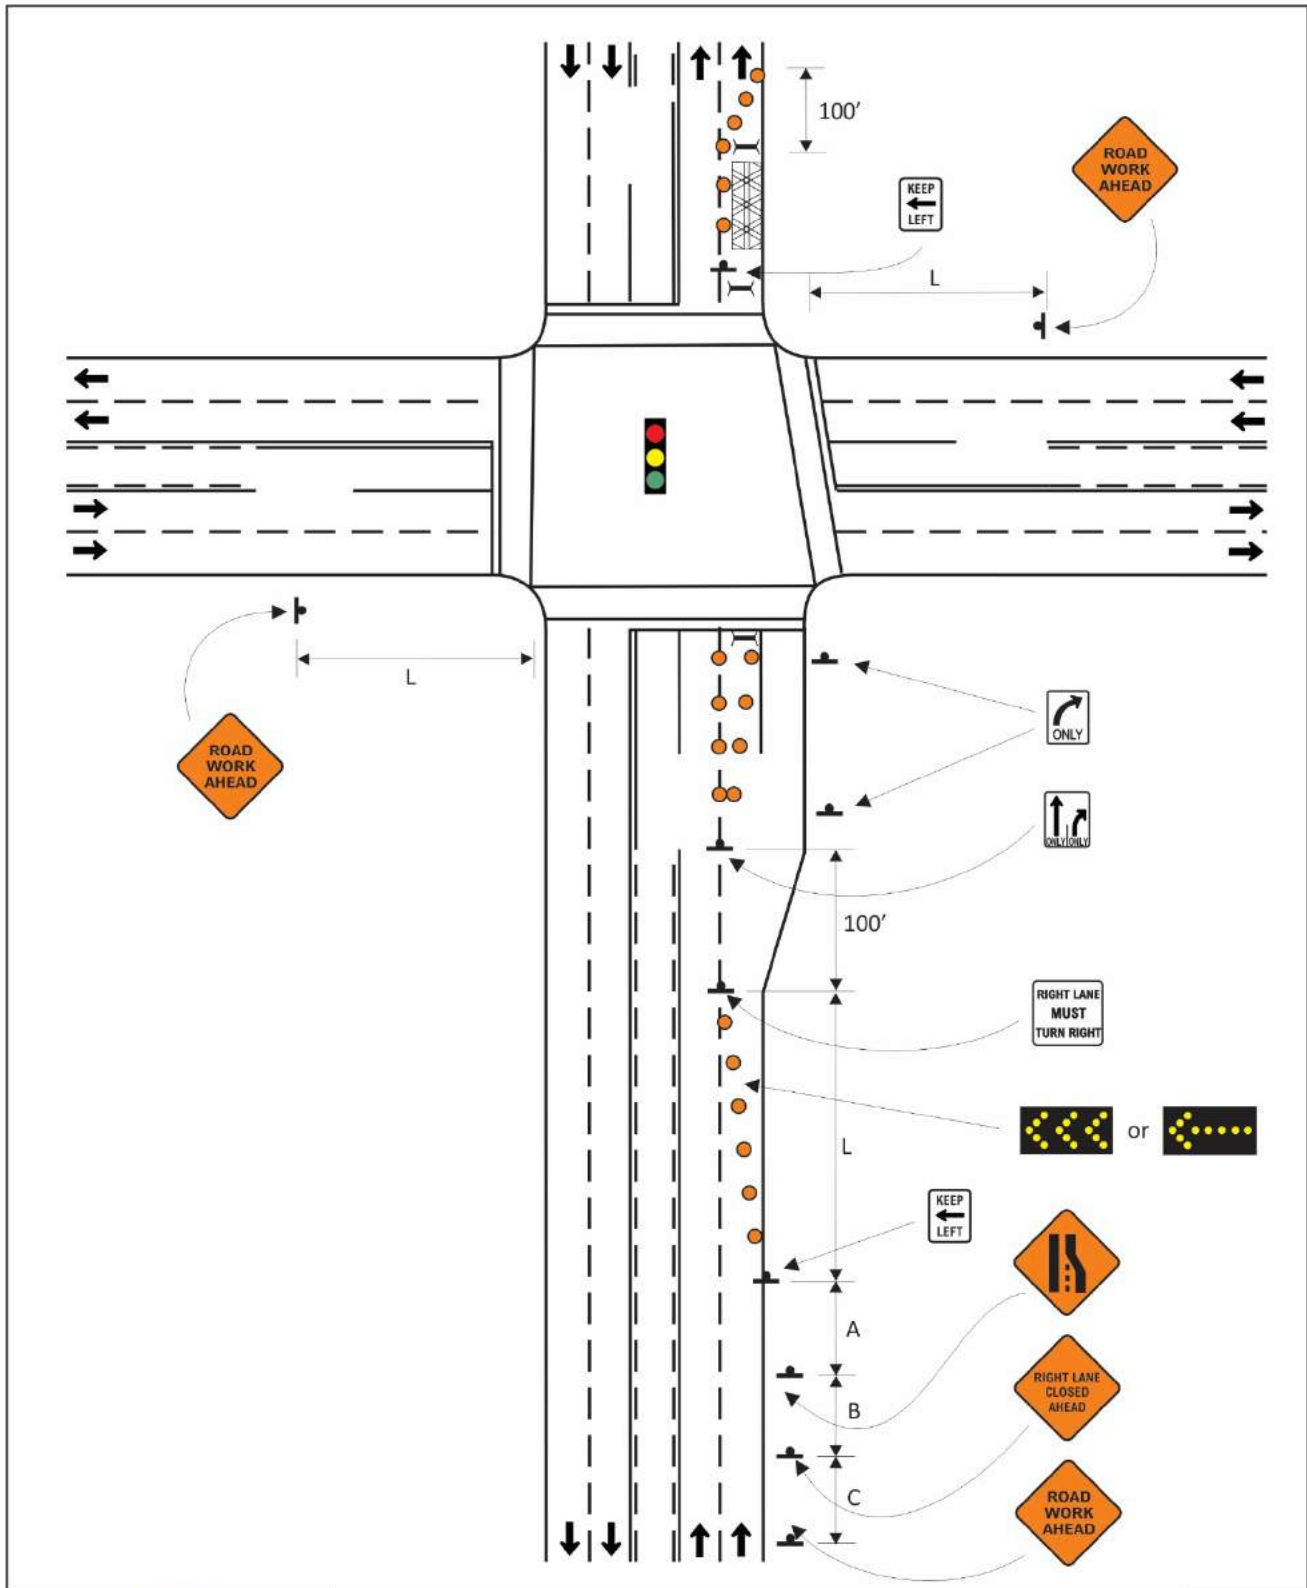 100′
ROAD
WORK
AHEAD
KEEP
LEFT
L
L
ROAD
WORK
AHEAD
ONLY
ONLY ONLY
100′
RIGHT LANE
MUST
TURN RIGHT
or
L
KEEP
LEFT
A
RIGHT LANE
CLOSED
AHEAD
B
C
ROAD
WORK
AHEAD